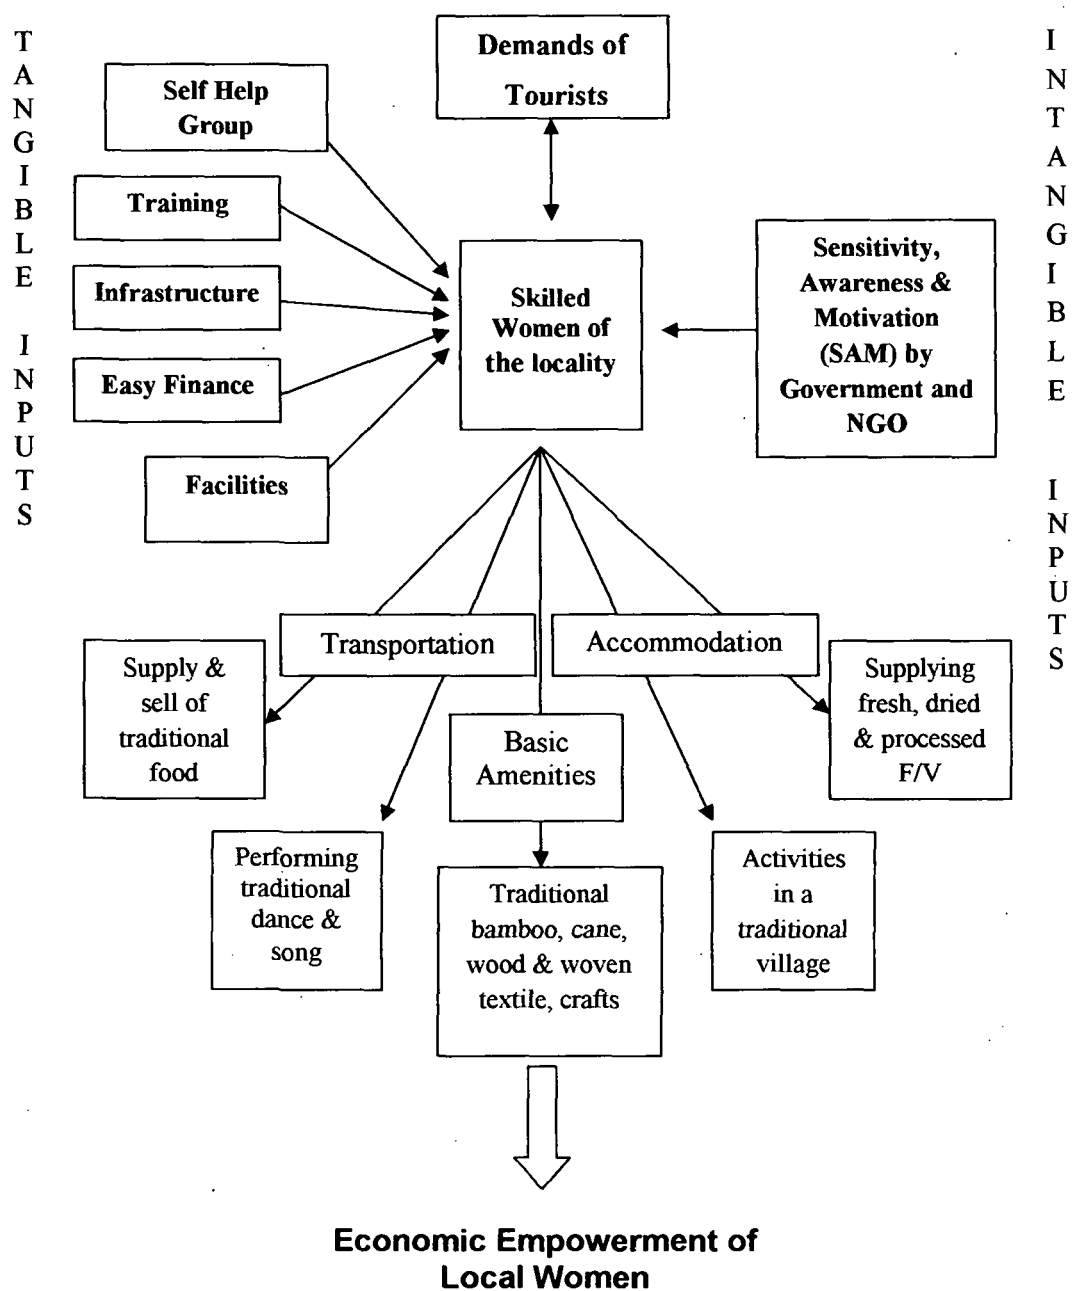 TANGIBLE INPUTS
Demands of
Tourists
INTANGIBLE INPUTS
Self Help
Group
Training
Infrastructure
Easy Finance
Facilities
Skilled
Women of
the locality
Sensitivity,
Awareness &
Motivation
(SAM) by
Government and
NGO
Transportation
Accommodation
Supply &
sell of
traditional
food
Basic
Amenities
Supplying
fresh, dried
& processed
F/V
Performing
traditional
dance &
song
Traditional
bamboo, cane,
wood & woven
textile, crafts
Activities
in a
traditional
village
Economic Empowerment of
Local Women